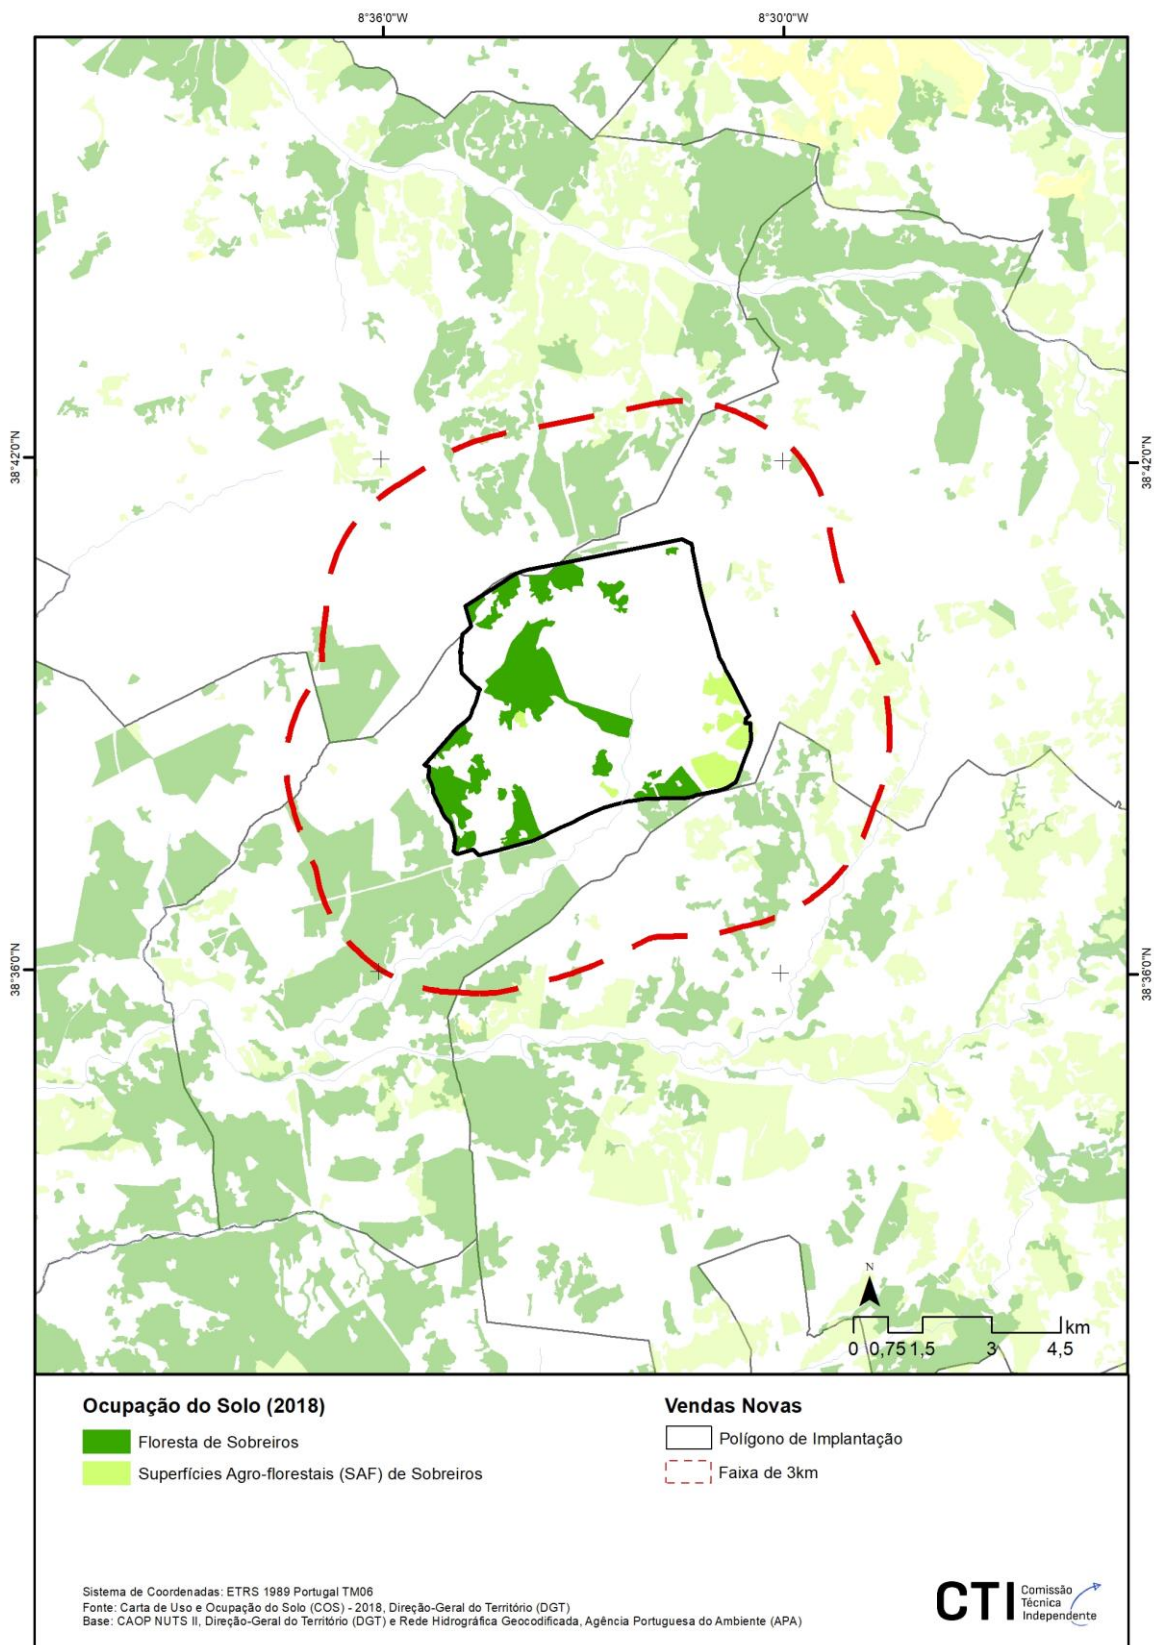 8°36'0"W
8°30'0"W
38°42'0"N
38°42'0"N
38°36'0"N
38°36'0"N
N
km
0 0,75 1,5 3 4,5
Ocupação do Solo (2018)
Floresta de Sobreiros
Superfícies Agro-florestais (SAF) de Sobreiros
Vendas Novas
Polígono de Implantação
Faixa de 3km
Sistema de Coordenadas: ETRS 1989 Portugal TM06
Fonte: Carta de Uso e Ocupação do Solo (COS) - 2018, Direção-Geral do Território (DGT)
Base: CAOP NUTS II, Direção-Geral do Território (DGT) e Rede Hidrográfica Geocodificada, Agência Portuguesa do Ambiente (APA)
CTI
Comissão
Técnica
Independente